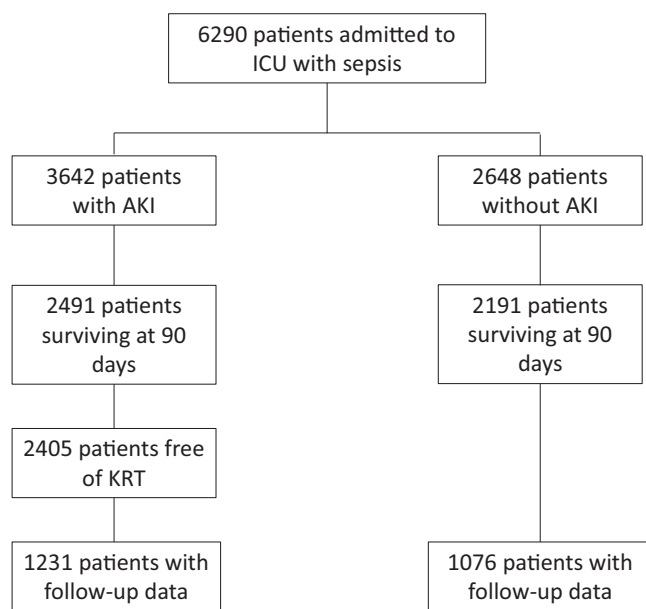 6290 patients admitted to
ICU with sepsis
3642 patients
with AKI
2648 patients
without AKI
2491 patients
surviving at 90
days
2191 patients
surviving at 90
days
2405 patients free
of KRT
1231 patients with
follow-up data
1076 patients with
follow-up data